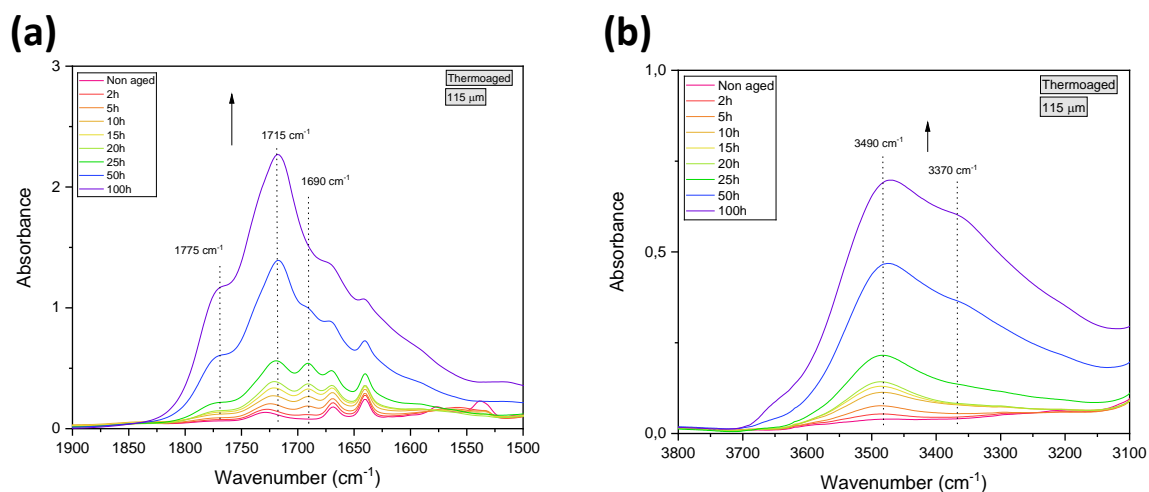 (a)
3
2
1
0
1900 1850 1800 1750 1700 1650 1600 1550 1500
Absorbance
Wavenumber (cm⁻¹)
Non aged
2h
5h
10h
15h
20h
25h
50h
100h
Thermoaged
115 μm
1715 cm⁻¹
1690 cm⁻¹
1775 cm⁻¹
(b)
1,0
0,5
0,0
3800 3700 3600 3500 3400 3300 3200 3100
Absorbance
Wavenumber (cm⁻¹)
Non aged
2h
5h
10h
15h
20h
25h
50h
100h
Thermoaged
115 μm
3490 cm⁻¹
3370 cm⁻¹